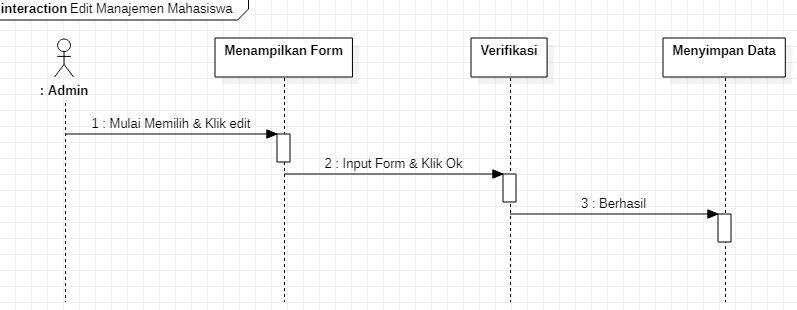 interaction Edit Manajemen Mahasiswa
Menampilkan Form
Verifikasi
Menyimpan Data
: Admin
1 : Mulai Memilih & Klik edit
2 : Input Form & Klik Ok
3 : Berhasil